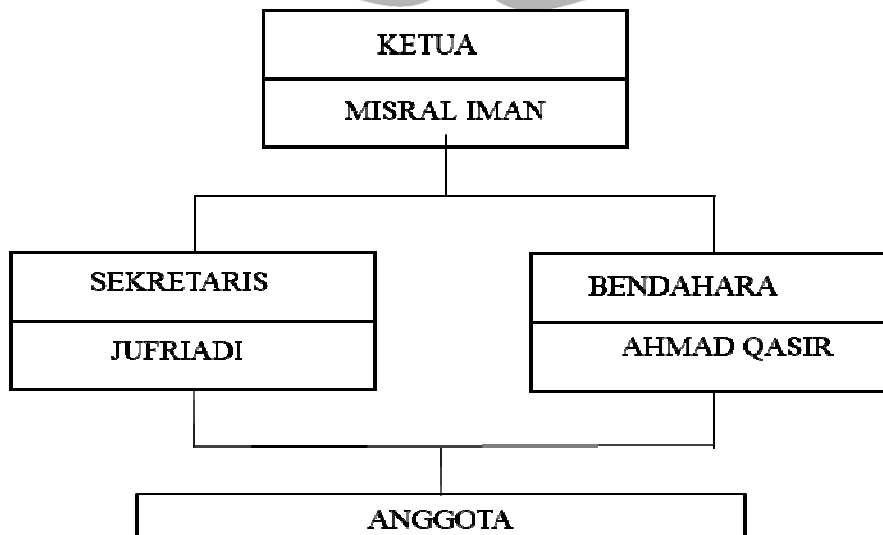 KETUA
MISRAL IMAN
SEKRETARIS
JUFRIADI
BENDAHARA
AHMAD QASIR
ANGGOTA